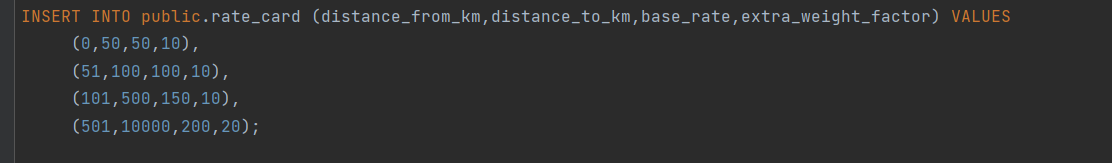 INSERT INTO public.rate_card (distance_from_km,distance_to_km,base_rate,extra_weight_factor) VALUES
(0,50,50,10),
(51,100,100,10),
(101,500,150,10),
(501,10000,200,20);